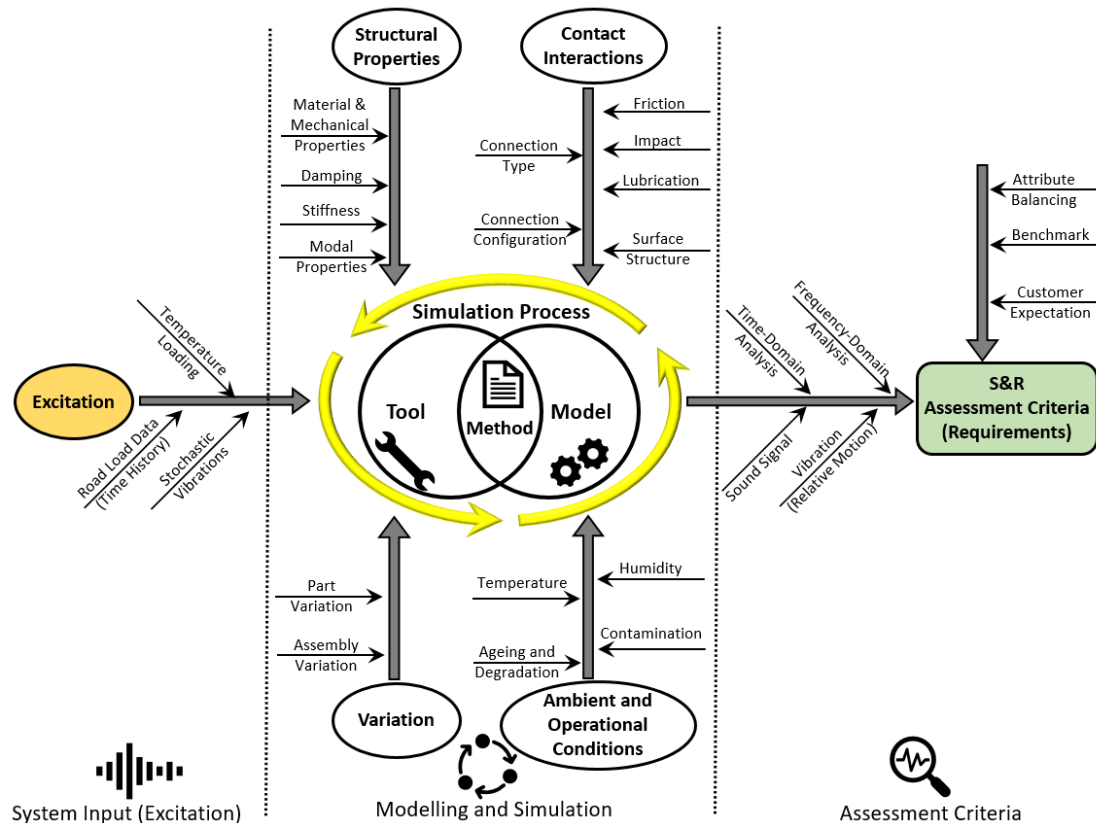 Structural
Properties
Contact
Interactions
Material &
Mechanical
Properties
Damping
Stiffness
Modal
Properties
Connection
Type
Connection
Configuration
Friction
Impact
Lubrication
Surface
Structure
Attribute
Balancing
Benchmark
Customer
Expectation
Temperature
Loading
Excitation
Road Load Data
(Time History)
Stochastic
Vibrations
Simulation Process
Tool
Method
Model
Time-Domain
Analysis
Frequency-Domain
Analysis
Sound Signal
Vibration
(Relative Motion)
S&R
Assessment Criteria
(Requirements)
Part
Variation
Assembly
Variation
Temperature
Ageing and
Degradation
Humidity
Contamination
Variation
Ambient and
Operational
Conditions
System Input (Excitation)
Modelling and Simulation
Assessment Criteria